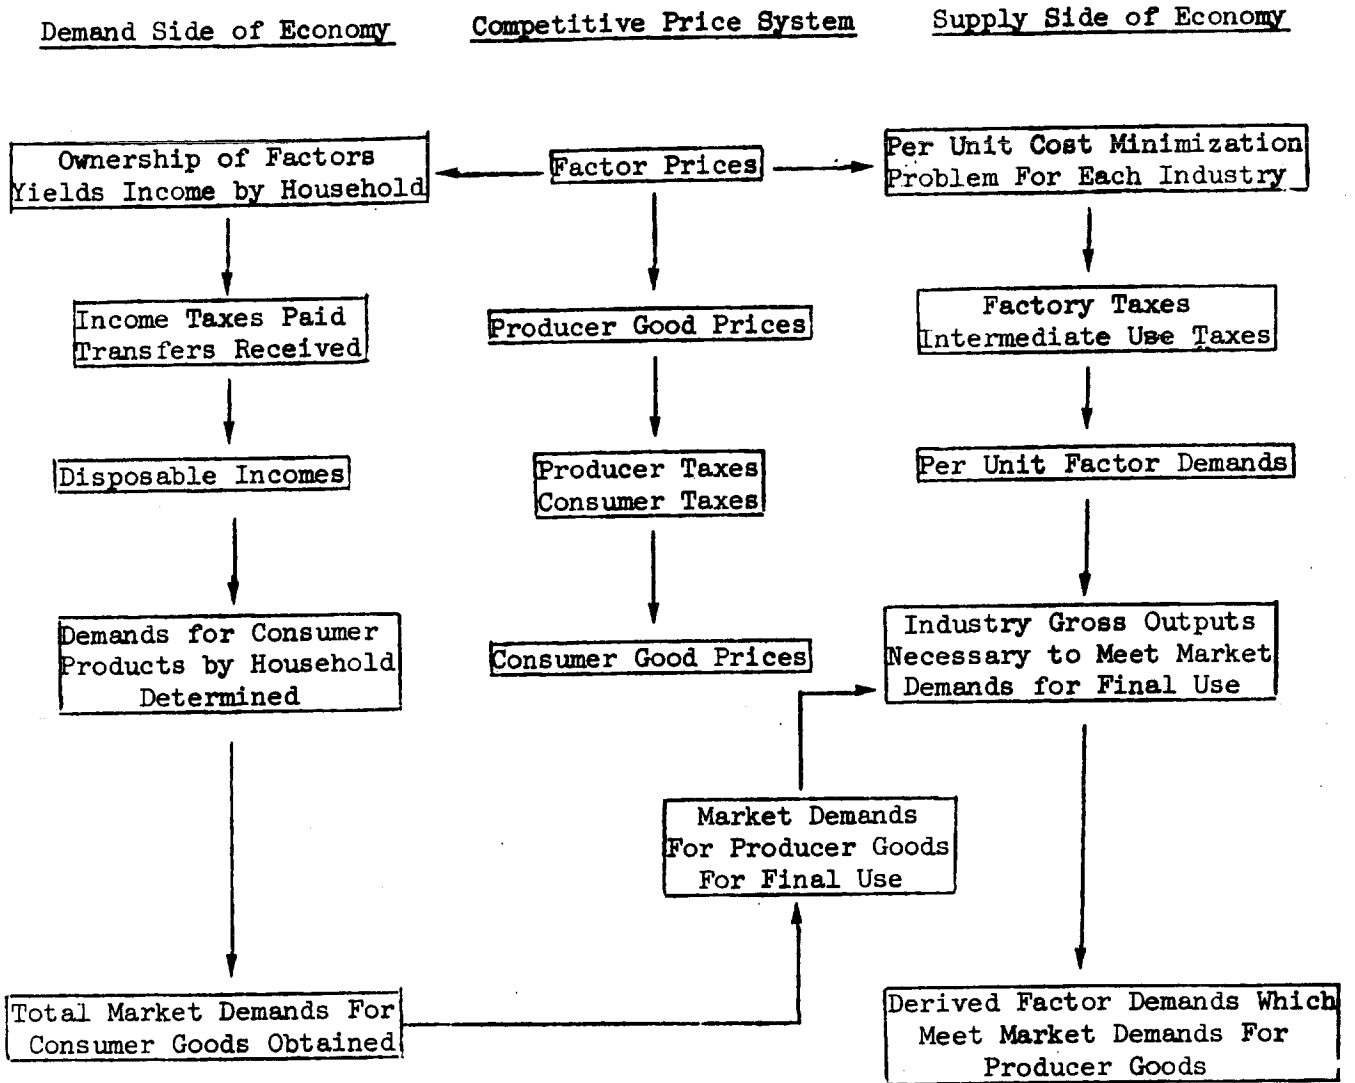 Demand Side of Economy
Competitive Price System
Supply Side of Economy
Ownership of Factors
Yields Income by Household
Factor Prices
Per Unit Cost Minimization
Problem For Each Industry
Income Taxes Paid
Transfers Received
Producer Good Prices
Factory Taxes
Intermediate Use Taxes
Disposable Incomes
Producer Taxes
Consumer Taxes
Per Unit Factor Demands
Demands for Consumer
Products by Household
Determined
Consumer Good Prices
Industry Gross Outputs
Necessary to Meet Market
Demands for Final Use
Market Demands
For Producer Goods
For Final Use
Total Market Demands For
Consumer Goods Obtained
Derived Factor Demands Which
Meet Market Demands For
Producer Goods